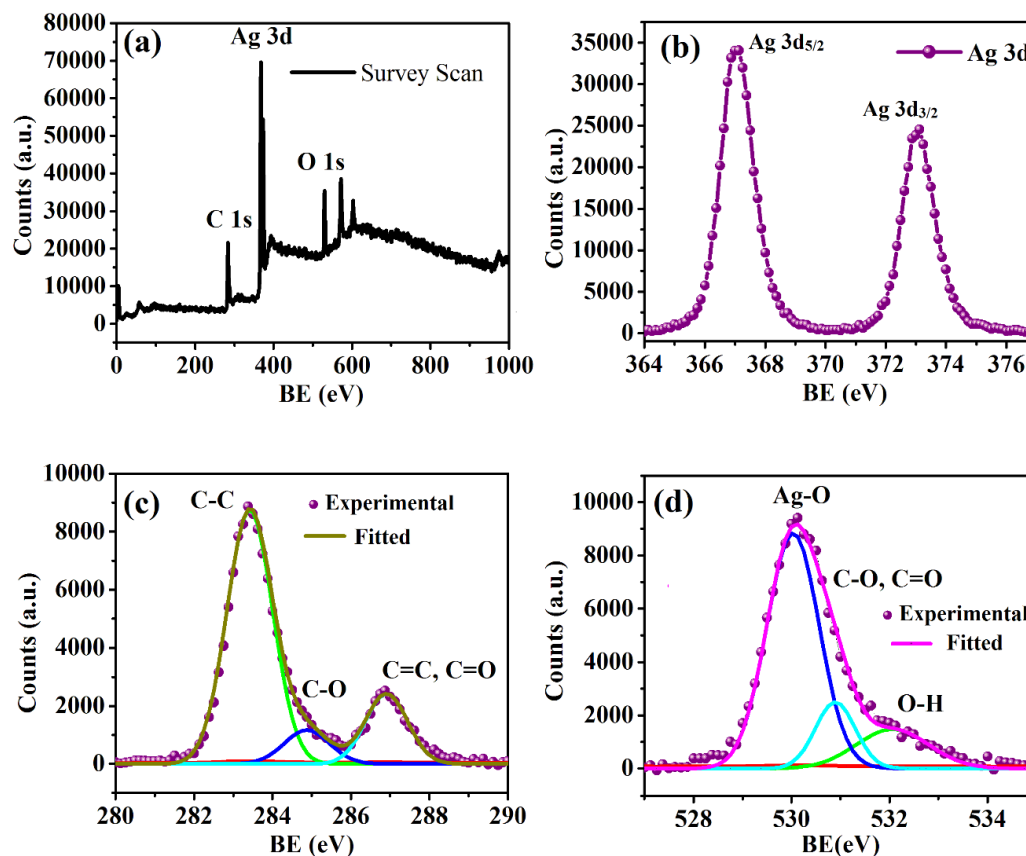 (a)
Ag 3d
Survey Scan
O 1s
C 1s
Counts (a.u.)
80000
70000
60000
50000
40000
30000
20000
10000
0
0 200 400 600 800 1000
BE (eV)
(b)
Ag 3d5/2
Ag 3d
Ag 3d3/2
Counts (a.u.)
35000
30000
25000
20000
15000
10000
5000
0
364 366 368 370 372 374 376
BE (eV)
(c)
C-C
Experimental
Fitted
C-O
C=C, C=O
Counts (a.u.)
10000
8000
6000
4000
2000
0
280 282 284 286 288 290
BE (eV)
(d)
Ag-O
C-O, C=O
Experimental
Fitted
O-H
Counts (a.u.)
10000
8000
6000
4000
2000
0
528 530 532 534
BE(eV)